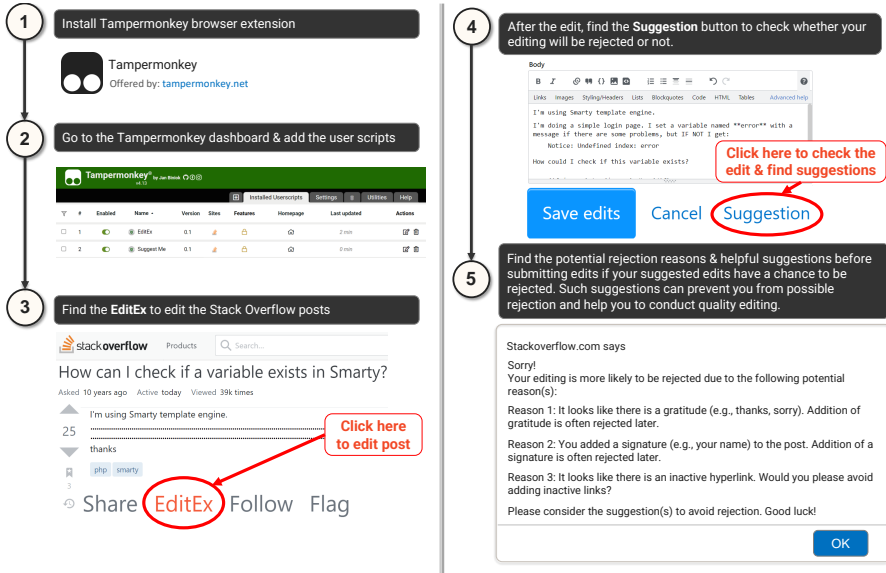 1
Install Tampermonkey browser extension
Tampermonkey
Offered by: tampermonkey.net
2
Go to the Tampermonkey dashboard & add the user scripts
Tampermonkey® by Jan Biniok
v4.13
Installed Userscripts Settings Utilities Help
# Enabled Name Version Sites Features Homepage Last updated Actions
1 EditEx 0.1 2 min
2 Suggest Me 0.1 0 min
3
Find the EditEx to edit the Stack Overflow posts
stackoverflow Products Search...
How can I check if a variable exists in Smarty?
Asked 10 years ago Active today Viewed 39k times
I'm using Smarty template engine.
25
thanks
php smarty
3
Click here
to edit post
Share EditEx Follow Flag
4
After the edit, find the Suggestion button to check whether your
editing will be rejected or not.
Body
B I
Links Images Styling/Headers Lists Blockquotes Code HTML Tables Advanced help
I'm using Smarty template engine.
I'm doing a simple login page. I set a variable named **error** with a
message if there are some problems, but IF NOT I get:
Notice: Undefined index: error
How could I check if this variable exists?
Click here to check the
edit & find suggestions
Save edits Cancel Suggestion
5
Find the potential rejection reasons & helpful suggestions before
submitting edits if your suggested edits have a chance to be
rejected. Such suggestions can prevent you from possible
rejection and help you to conduct quality editing.
Stackoverflow.com says
Sorry!
Your editing is more likely to be rejected due to the following potential
reason(s):
Reason 1: It looks like there is a gratitude (e.g., thanks, sorry). Addition of
gratitude is often rejected later.
Reason 2: You added a signature (e.g., your name) to the post. Addition of a
signature is often rejected later.
Reason 3: It looks like there is an inactive hyperlink. Would you please avoid
adding inactive links?
Please consider the suggestion(s) to avoid rejection. Good luck!
OK